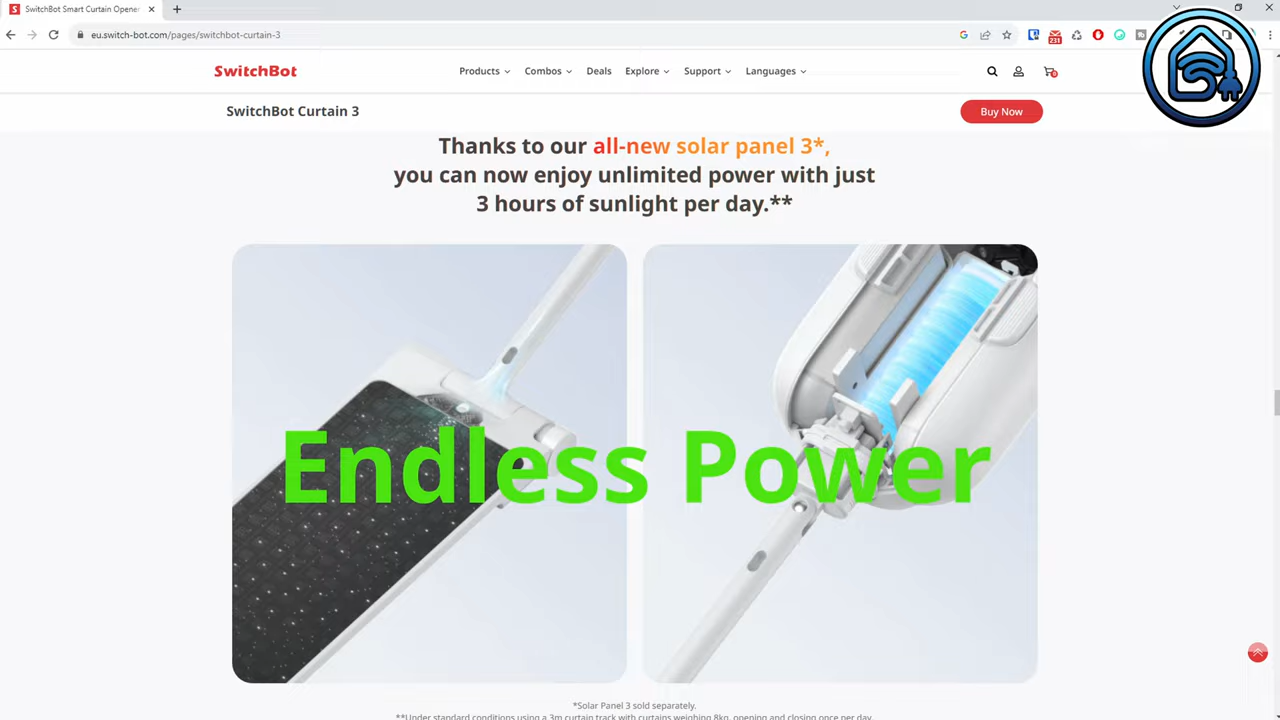 SwitchBot Smart Curtain Opener
eu.switch-bot.com/pages/switchbot-curtain-3
231
SwitchBot
Products
Combos
Deals
Explore
Support
Languages
0
SwitchBot Curtain 3
Buy Now
Thanks to our all-new solar panel 3*,
you can now enjoy unlimited power with just
3 hours of sunlight per day.**
Endless Power
*Solar Panel 3 sold separately.
**Under standard conditions using a 3m curtain track with curtains weighing 8kg, opening and closing once per day.